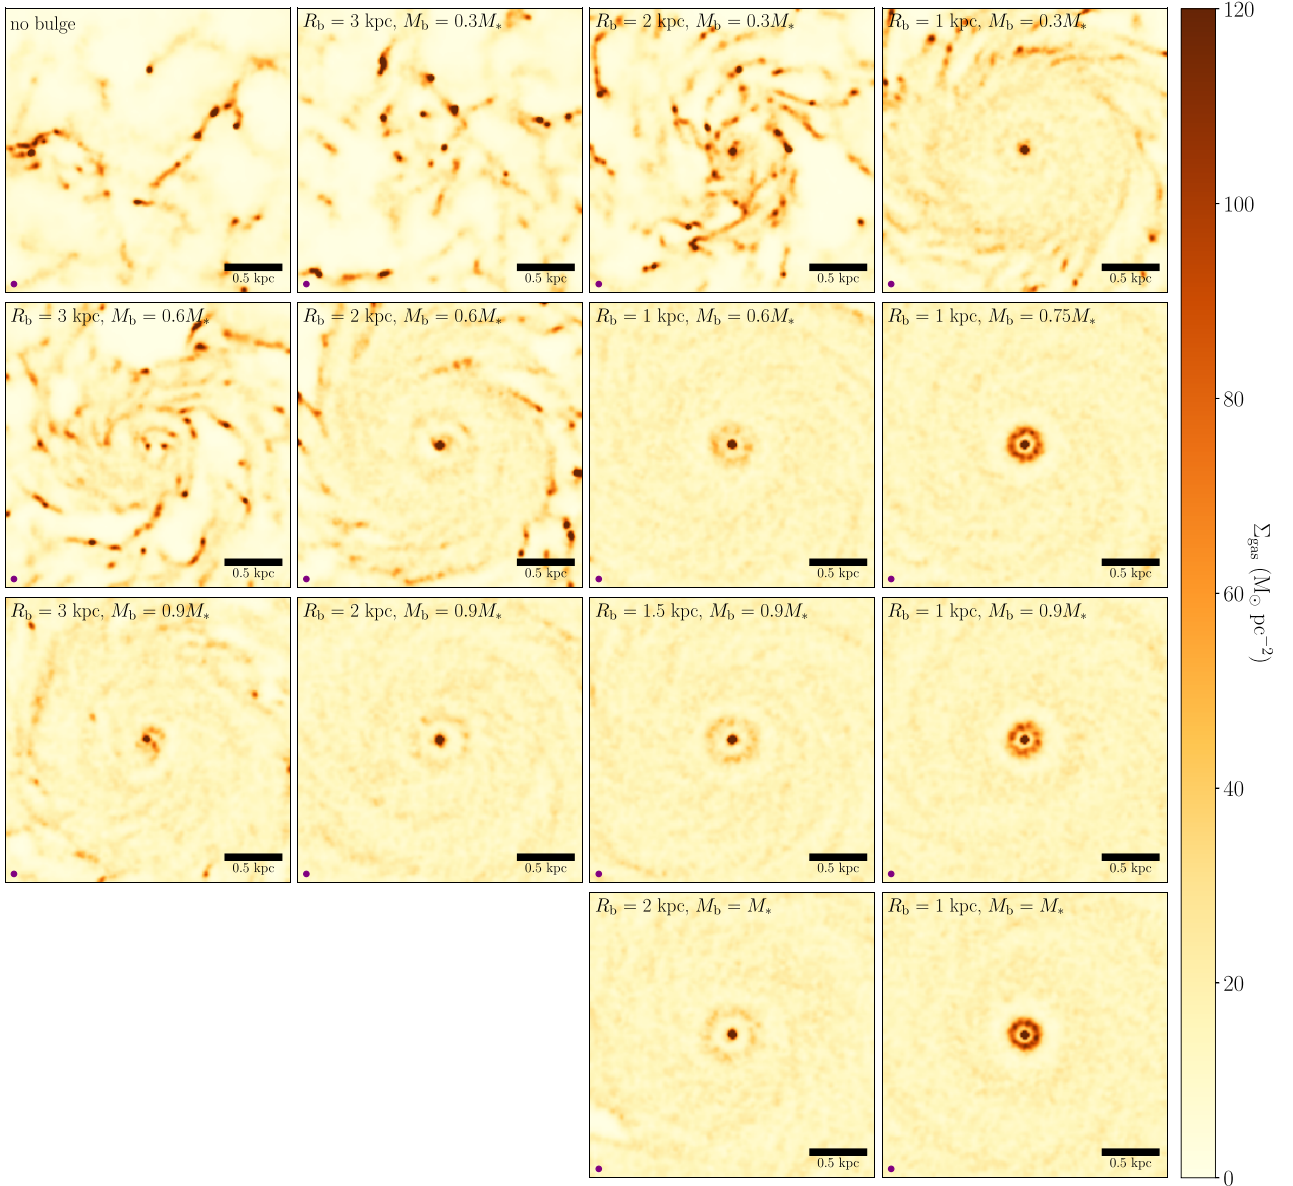 no bulge
R_b = 3 kpc, M_b = 0.3M_*
R_b = 2 kpc, M_b = 0.3M_*
R_b = 1 kpc, M_b = 0.3M_*
0.5 kpc
0.5 kpc
0.5 kpc
0.5 kpc
R_b = 3 kpc, M_b = 0.6M_*
R_b = 2 kpc, M_b = 0.6M_*
R_b = 1 kpc, M_b = 0.6M_*
R_b = 1 kpc, M_b = 0.75M_*
0.5 kpc
0.5 kpc
0.5 kpc
0.5 kpc
R_b = 3 kpc, M_b = 0.9M_*
R_b = 2 kpc, M_b = 0.9M_*
R_b = 1.5 kpc, M_b = 0.9M_*
R_b = 1 kpc, M_b = 0.9M_*
0.5 kpc
0.5 kpc
0.5 kpc
0.5 kpc
R_b = 2 kpc, M_b = M_*
R_b = 1 kpc, M_b = M_*
0.5 kpc
0.5 kpc
120
100
80
60
40
20
0
Σ_gas (M_⊙ pc^−2)